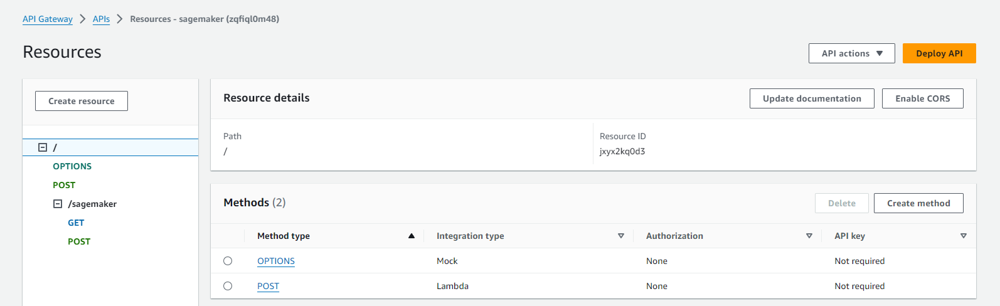 API Gateway > APIs > Resources - sagemaker (zqfiql0m48)
Resources
API actions
Deploy API
Create resource
/
OPTIONS
POST
/sagemaker
GET
POST
Resource details
Update documentation
Enable CORS
Path
/
Resource ID
jxyx2kq0d3
Methods (2)
Delete
Create method
Method type Integration type Authorization API key
OPTIONS Mock None Not required
POST Lambda None Not required